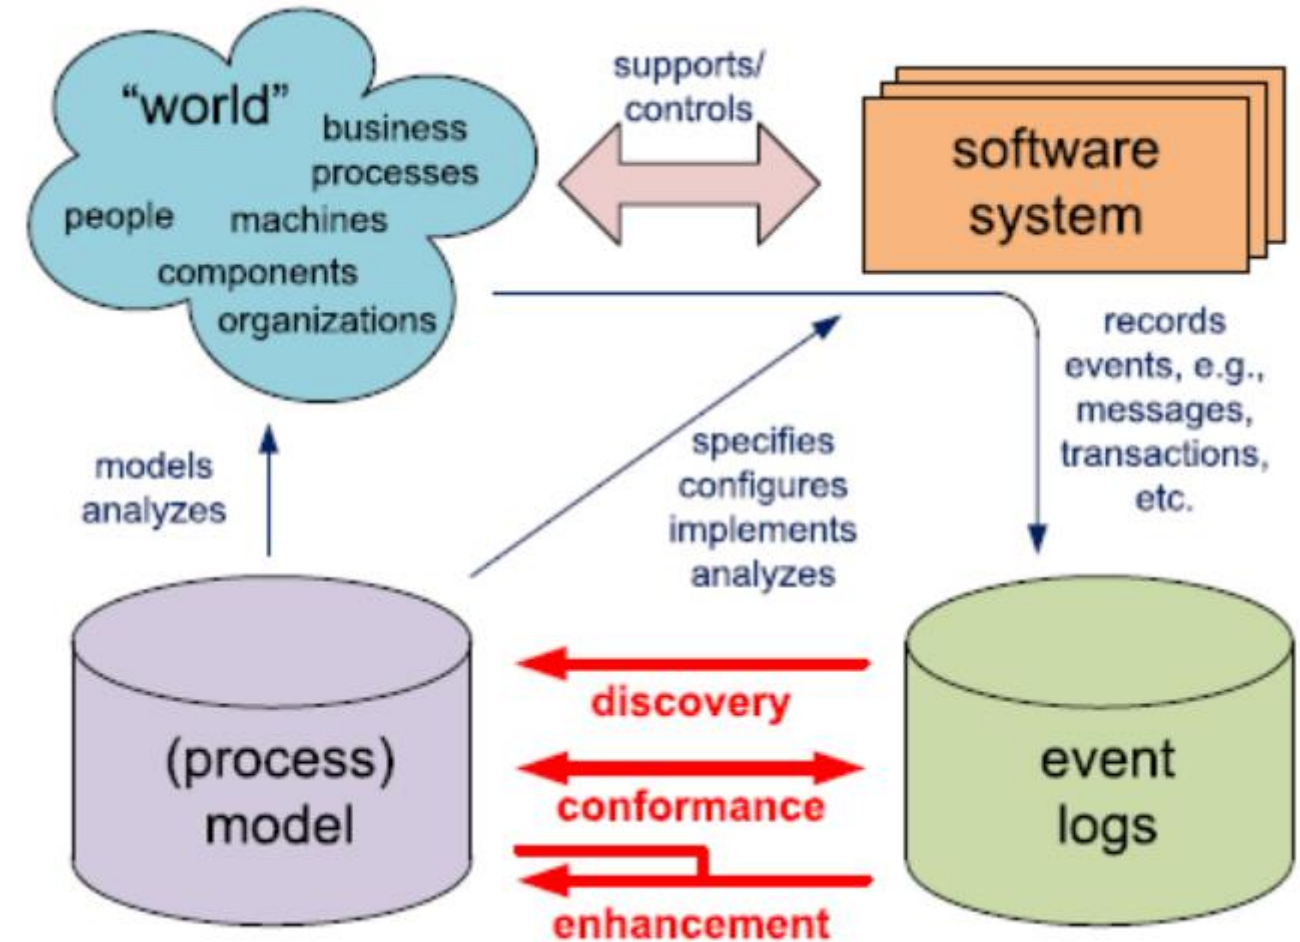 “world”
business
processes
people
machines
components
organizations
supports/
controls
software
system
records
events, e.g.,
messages,
transactions,
etc.
models
analyzes
specifies
configures
implements
analyzes
(process)
model
discovery
conformance
enhancement
event
logs